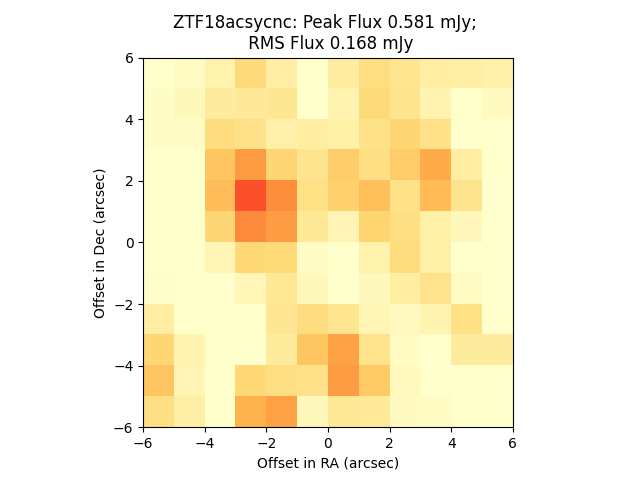 ZTF18acsycnc: Peak Flux 0.581 mJy;
RMS Flux 0.168 mJy
6
4
2
0
−2
−4
−6
Offset in Dec (arcsec)
−6 −4 −2 0 2 4 6
Offset in RA (arcsec)